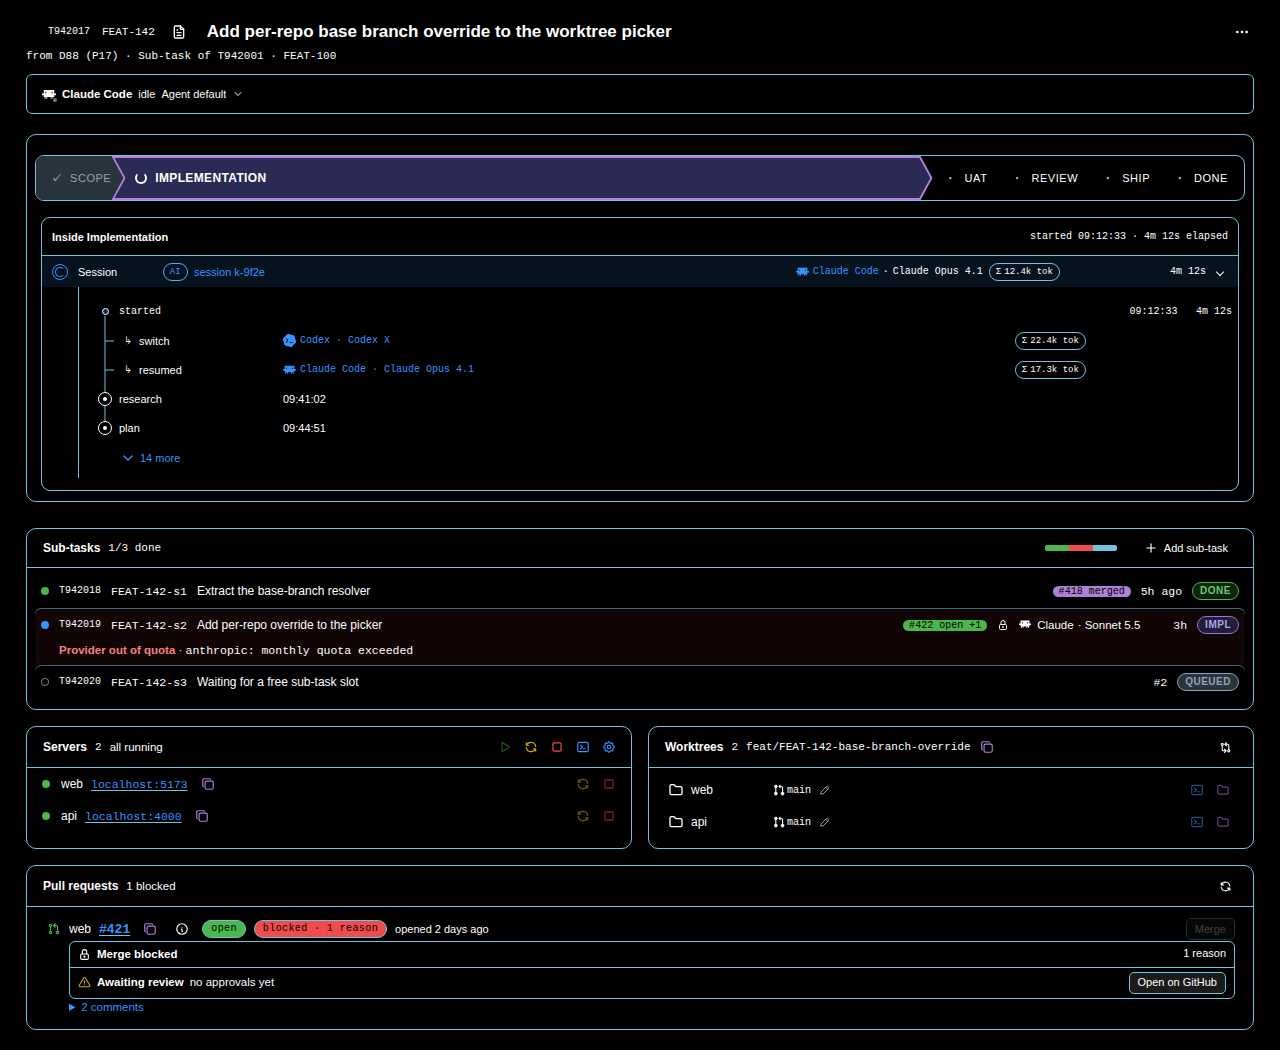 T942017 FEAT-142 Add per-repo base branch override to the worktree picker
from D88 (P17) · Sub-task of T942001 · FEAT-100
Claude Code idle Agent default
SCOPE IMPLEMENTATION · UAT · REVIEW · SHIP · DONE
Inside Implementation started 09:12:33 · 4m 12s elapsed
Session AI session k-9f2e Claude Code · Claude Opus 4.1 Σ 12.4k tok 4m 12s
started 09:12:33 4m 12s
↳ switch Codex · Codex X Σ 22.4k tok
↳ resumed Claude Code · Claude Opus 4.1 Σ 17.3k tok
research 09:41:02
plan 09:44:51
14 more
Sub-tasks 1/3 done Add sub-task
T942018 FEAT-142-s1 Extract the base-branch resolver #418 merged 5h ago DONE
T942019 FEAT-142-s2 Add per-repo override to the picker #422 open +1 Claude · Sonnet 5.5 3h IMPL
Provider out of quota · anthropic: monthly quota exceeded
T942020 FEAT-142-s3 Waiting for a free sub-task slot #2 QUEUED
Servers 2 all running
web localhost:5173
api localhost:4000
Worktrees 2 feat/FEAT-142-base-branch-override
web main
api main
Pull requests 1 blocked
web #421 open blocked · 1 reason opened 2 days ago Merge
Merge blocked 1 reason
Awaiting review no approvals yet Open on GitHub
2 comments